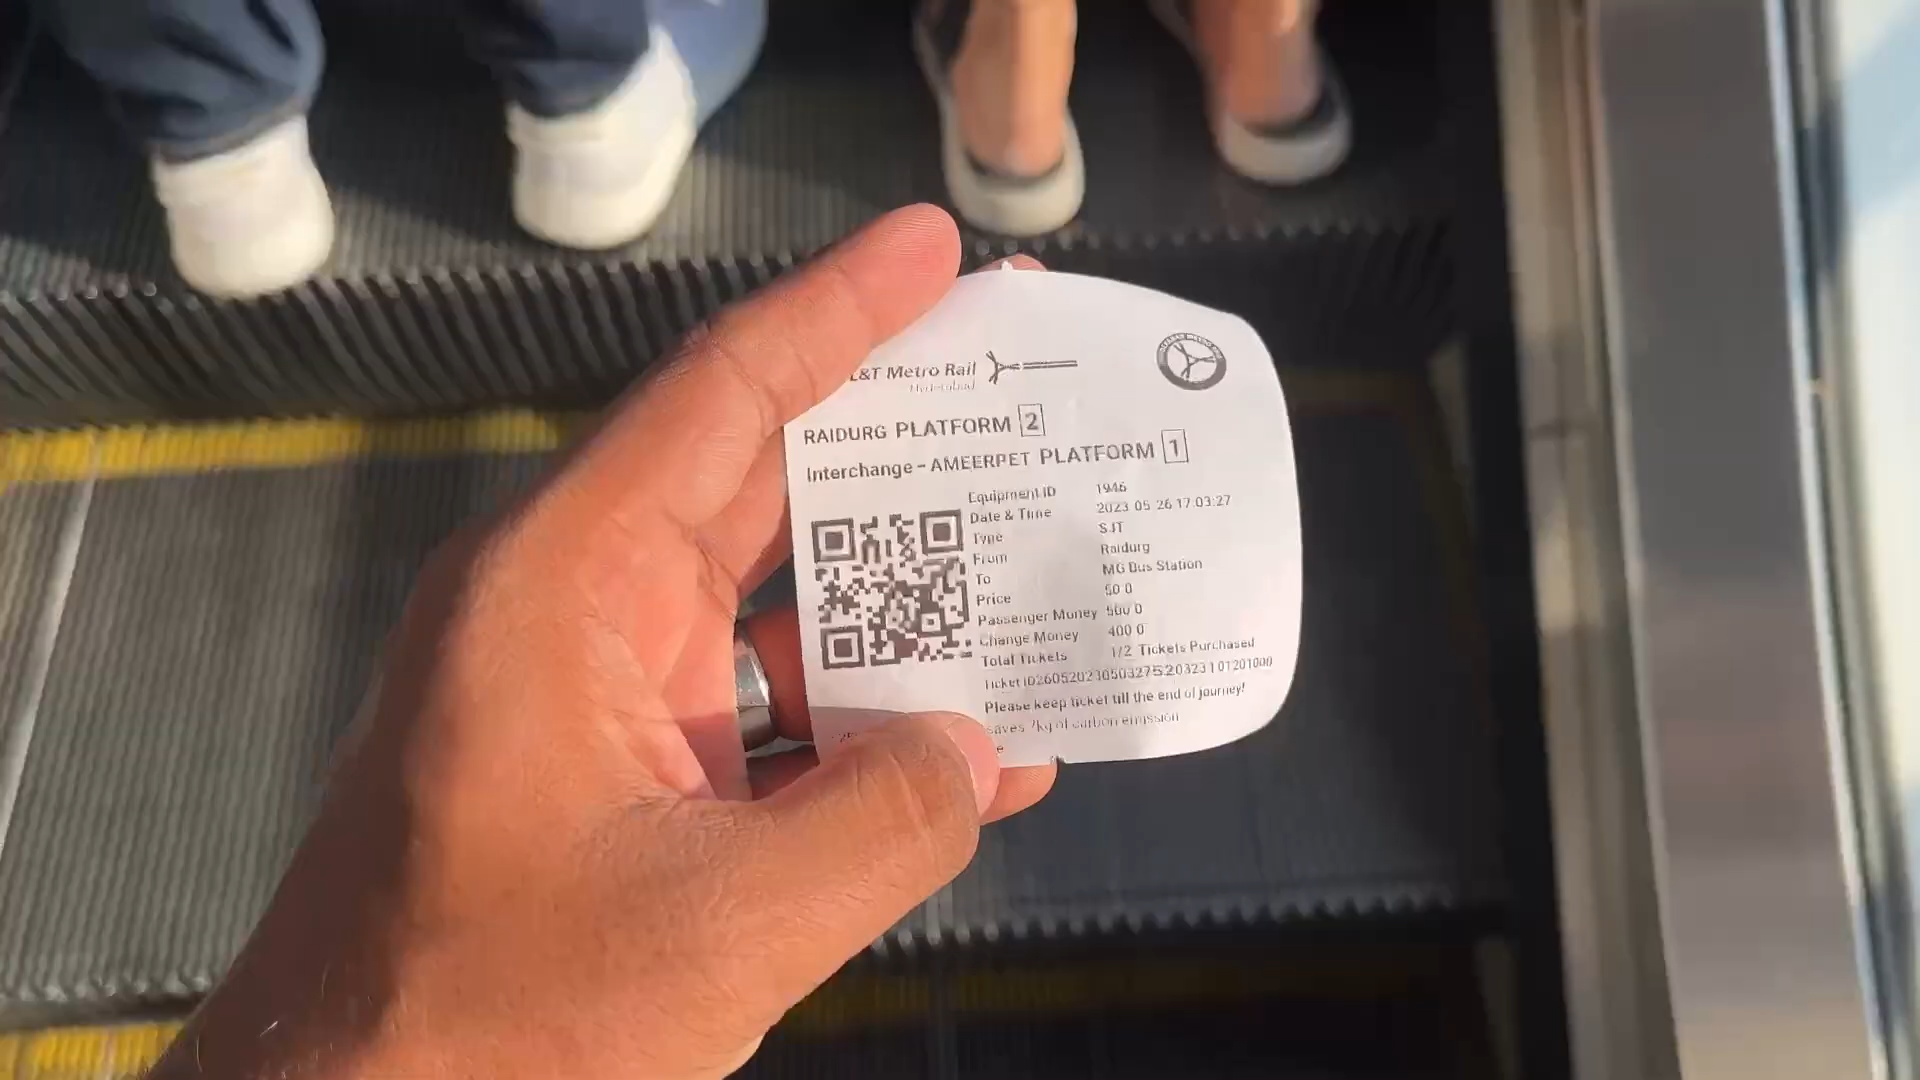 L&T Metro Rail
Hyderabad
RAIDURG PLATFORM 2
Interchange - AMEERPET PLATFORM 1
Equipment ID 1946
Date & Time 2023 05 26 17:03:27
Type SJT
From Raidurg
To MG Bus Station
Price 50 0
Passenger Money 500 0
Change Money 400 0
Total Tickets 1/2 Tickets Purchased
Ticket ID
Please keep ticket till the end of journey!
saves 7kg of carbon emission